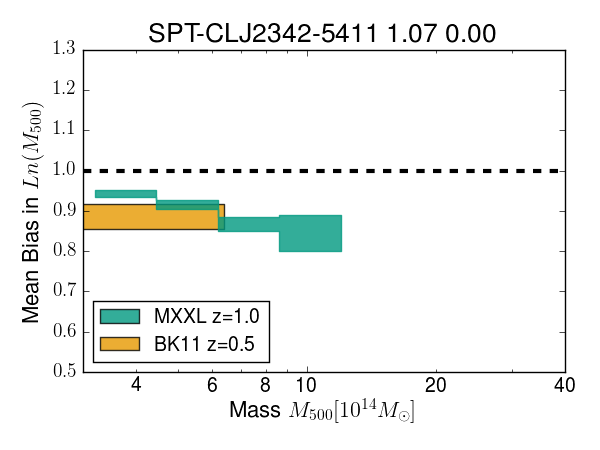 SPT-CLJ2342-5411 1.07 0.00
Mean Bias in Ln(M₅₀₀)
1.3
1.2
1.1
1.0
0.9
0.8
0.7
0.6
0.5
MXXL z=1.0
BK11 z=0.5
4 6 8 10 20 40
Mass M₅₀₀[10¹⁴M☉]